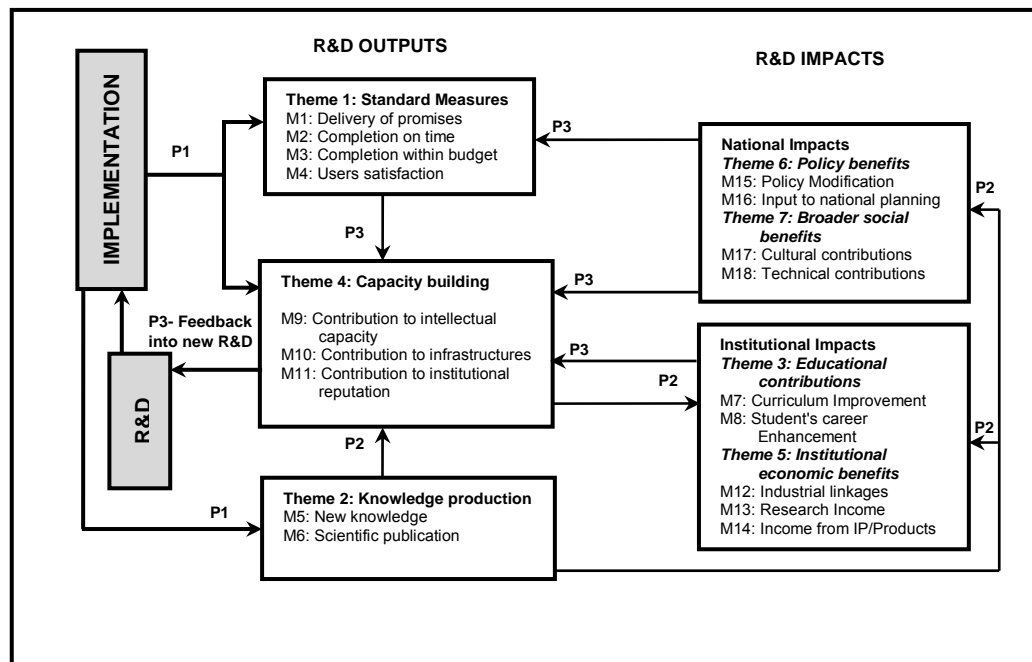 R&D OUTPUTS
R&D IMPACTS
IMPLEMENTATION
P1
Theme 1: Standard Measures
M1: Delivery of promises
M2: Completion on time
M3: Completion within budget
M4: Users satisfaction
P3
National Impacts
Theme 6: Policy benefits
M15: Policy Modification
M16: Input to national planning
Theme 7: Broader social
benefits
M17: Cultural contributions
M18: Technical contributions
P2
P3
Theme 4: Capacity building
M9: Contribution to intellectual
capacity
M10: Contribution to infrastructures
M11: Contribution to institutional
reputation
P3
P3- Feedback
into new R&D
R&D
P3
P2
Institutional Impacts
Theme 3: Educational
contributions
M7: Curriculum Improvement
M8: Student's career
Enhancement
Theme 5: Institutional
economic benefits
M12: Industrial linkages
M13: Research Income
M14: Income from IP/Products
P2
P2
P1
Theme 2: Knowledge production
M5: New knowledge
M6: Scientific publication